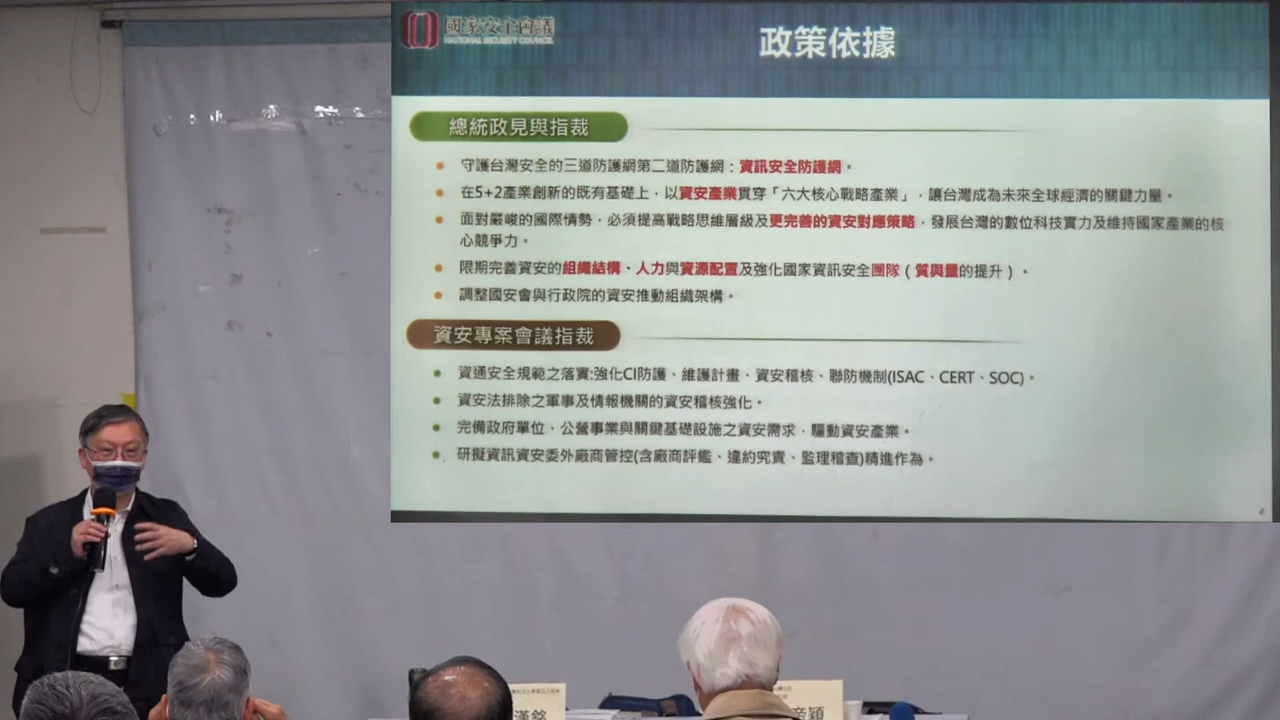 國家安全會議
NATIONAL SECURITY COUNCIL
政策依據
總統政見與指裁
守護台灣安全的三道防護網第二道防護網：資訊安全防護網。
在5+2產業創新的既有基礎上，以資安產業貫穿「六大核心戰略產業」，讓台灣成為未來全球經濟的關鍵力量。
面對嚴峻的國際情勢，必須提高戰略思維層級及更完善的資安對應策略，發展台灣的數位科技實力及維持國家產業的核
心競爭力。
限期完善資安的組織結構、人力與資源配置及強化國家資訊安全團隊（質與量的提升）。
調整國安會與行政院的資安推動組織架構。
資安專案會議指裁
資通安全規範之落實:強化CI防護、維護計畫、資安稽核、聯防機制(ISAC、CERT、SOC)。
資安法排除之軍事及情報機關的資安稽核強化。
完備政府單位、公營事業與關鍵基礎設施之資安需求，驅動資安產業。
研擬資訊資安委外廠商管控(含廠商評鑑、違約究責、監理稽查)精進作為。
漢銘